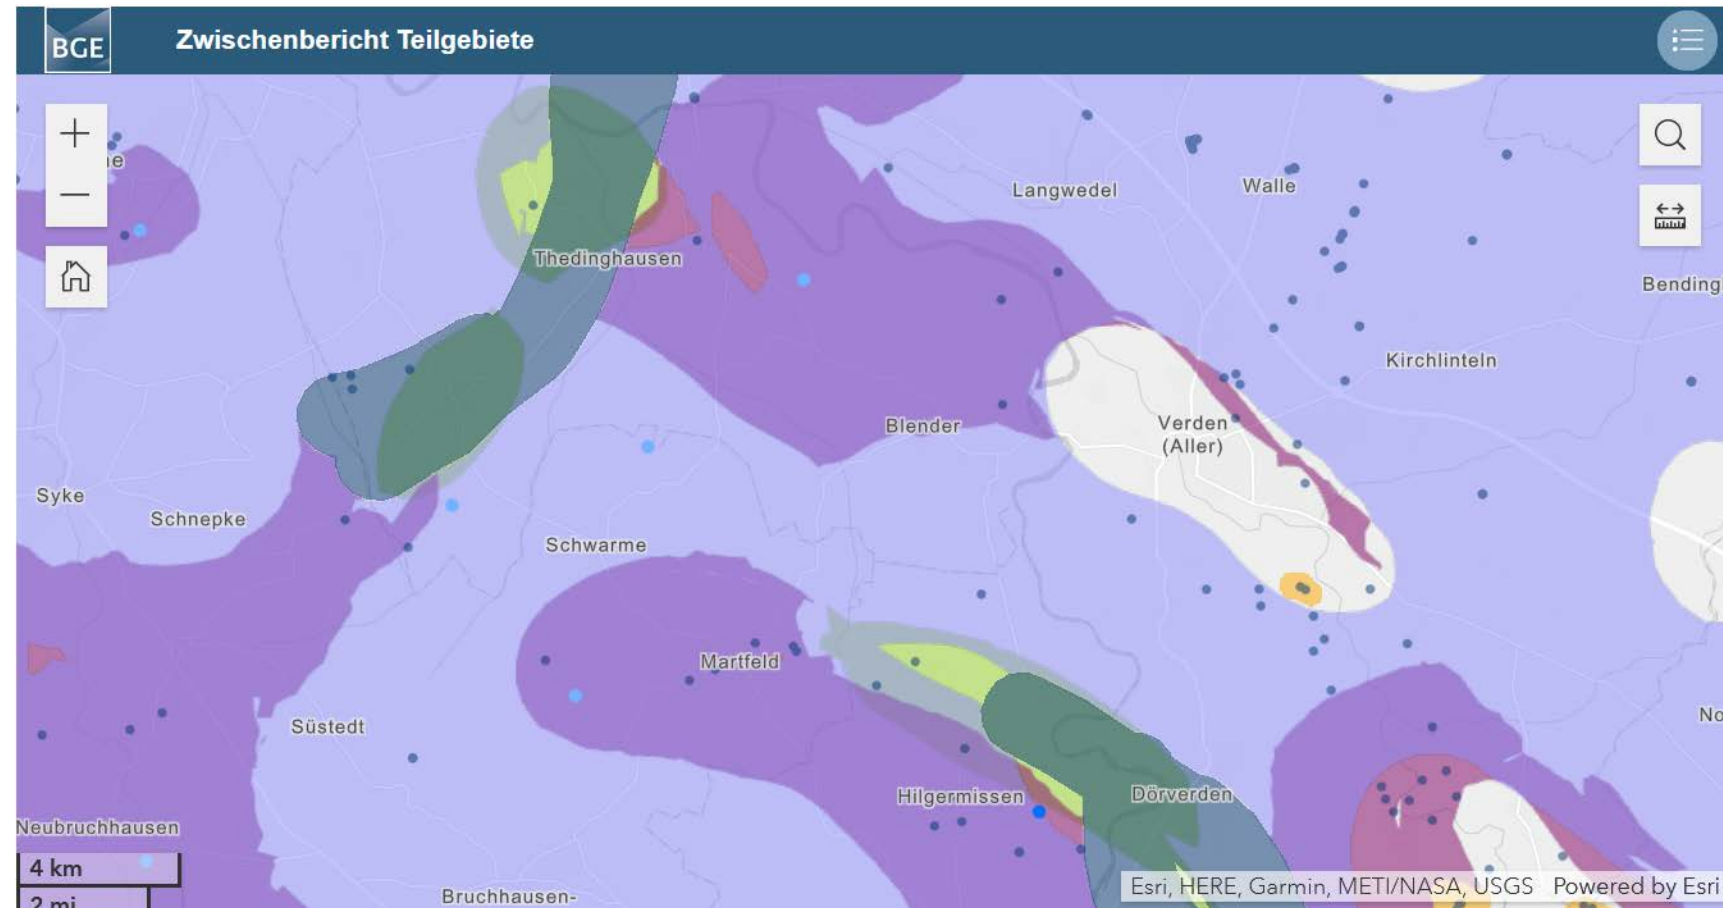 BGE
Zwischenbericht Teilgebiete
Langwedel
Walle
Thedinghausen
Bending
Kirchlinteln
Blender
Verden
(Aller)
Syke
Schnepke
Schwarme
Martfeld
Süstedt
No
Hilgermissen
Dörverden
Neubruchhausen
4 km
2 mi
Bruchhausen-
Esri, HERE, Garmin, METI/NASA, USGS
Powered by Esri